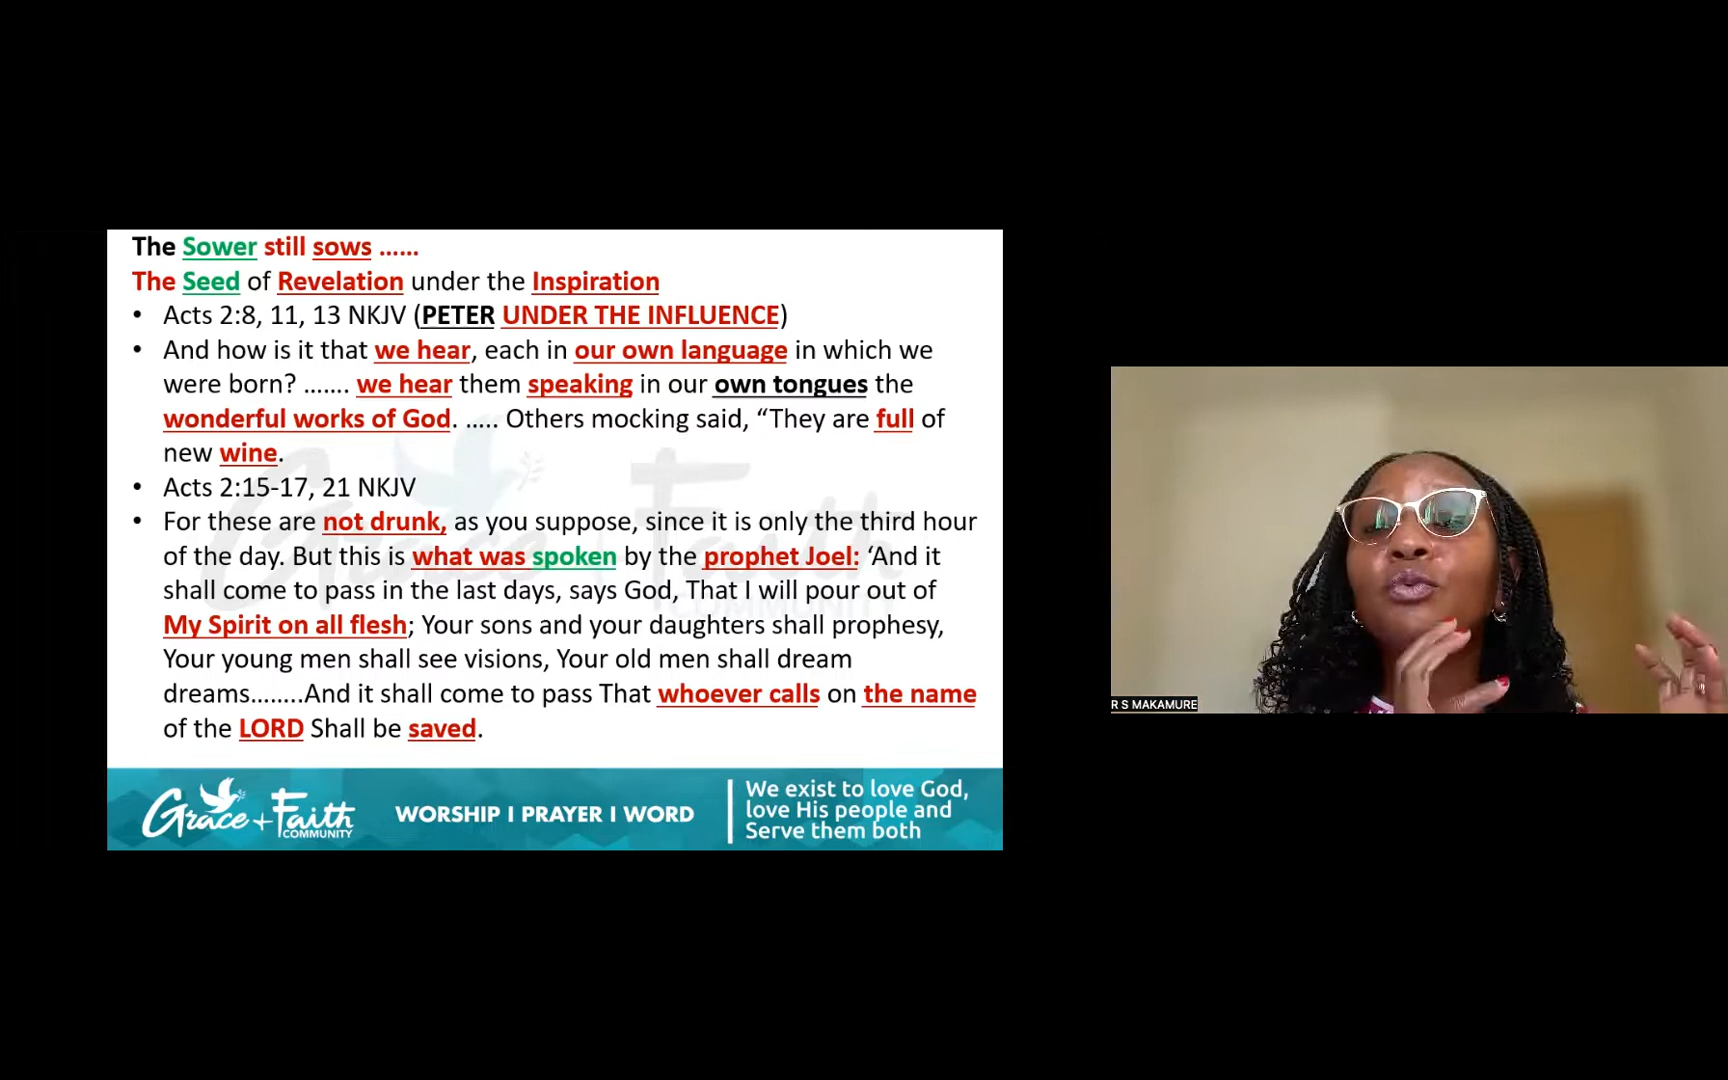 The Sower still sows ......
The Seed of Revelation under the Inspiration
• Acts 2:8, 11, 13 NKJV (PETER UNDER THE INFLUENCE)
• And how is it that we hear, each in our own language in which we
were born? ....... we hear them speaking in our own tongues the
wonderful works of God. ..... Others mocking said, “They are full of
new wine.
• Acts 2:15-17, 21 NKJV
• For these are not drunk, as you suppose, since it is only the third hour
of the day. But this is what was spoken by the prophet Joel: ‘And it
shall come to pass in the last days, says God, That I will pour out of
My Spirit on all flesh; Your sons and your daughters shall prophesy,
Your young men shall see visions, Your old men shall dream
dreams........And it shall come to pass That whoever calls on the name
of the LORD Shall be saved.
Grace + Faith
COMMUNITY
WORSHIP I PRAYER I WORD
We exist to love God,
love His people and
Serve them both
R S MAKAMURE